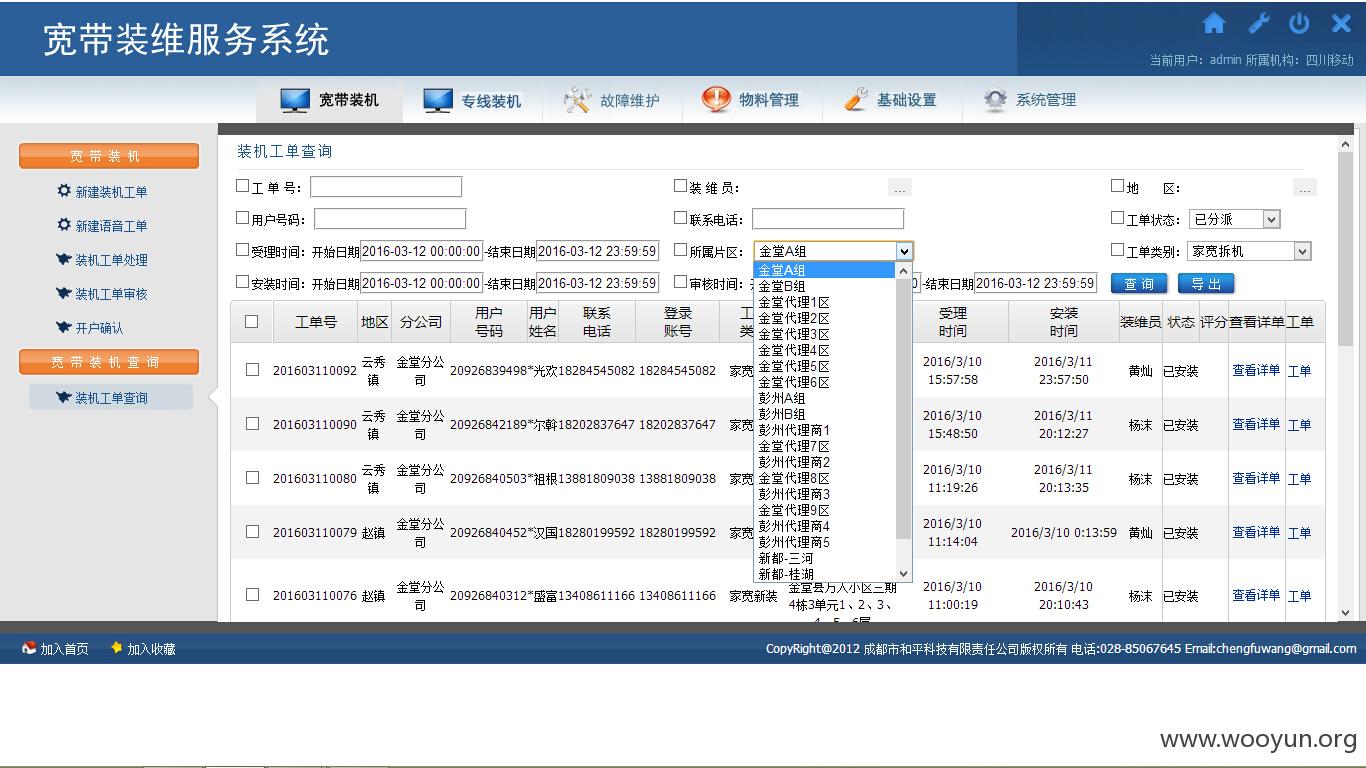 宽带装维服务系统
当前用户：admin 所属机构：四川移动
宽带装机 专线装机 故障维护 物料管理 基础设置 系统管理
宽 带 装 机
新建装机工单
新建语音工单
装机工单处理
装机工单审核
开户确认
宽 带 装 机 查 询
装机工单查询
装机工单查询
工 单 号： 装 维 员： ... 地 区： ...
用户号码： 联系电话： 工单状态： 已分派
受理时间：开始日期 2016-03-12 00:00:00 -结束日期 2016-03-12 23:59:59 所属片区： 金堂A组 工单类别： 家宽拆机
安装时间：开始日期 2016-03-12 00:00:00 -结束日期 2016-03-12 23:59:59 审核时间： -结束日期 2016-03-12 23:59:59 查 询 导 出
金堂A组
金堂B组
金堂代理1区
金堂代理2区
金堂代理3区
金堂代理4区
金堂代理5区
金堂代理6区
彭州A组
彭州B组
彭州代理商1
金堂代理7区
彭州代理商2
金堂代理8区
彭州代理商3
金堂代理9区
彭州代理商4
彭州代理商5
新都-三河
新都-桂湖
工单号 地区 分公司 用户号码 用户姓名 联系电话 登录账号 工类 受理时间 安装时间 装维员 状态 评分 查看详单 工单
201603110092 云秀镇 金堂分公司 20926839498 *光欢 18284545082 18284545082 家宽 2016/3/10 15:57:58 2016/3/11 23:57:50 黄灿 已安装 查看详单 工单
201603110090 云秀镇 金堂分公司 20926842189 *尔斡 18202837647 18202837647 家宽 2016/3/10 15:48:50 2016/3/11 20:12:27 杨沫 已安装 查看详单 工单
201603110080 云秀镇 金堂分公司 20926840503 *祖根 13881809038 13881809038 家宽 2016/3/10 11:19:26 2016/3/11 20:13:35 杨沫 已安装 查看详单 工单
201603110079 赵镇 金堂分公司 20926840452 *汉国 18280199592 18280199592 家宽 2016/3/10 11:14:04 2016/3/10 0:13:59 黄灿 已安装 查看详单 工单
201603110076 赵镇 金堂分公司 20926840312 *盛富 13408611166 13408611166 家宽新装 金堂县万人小区三期4栋3单元1、2、3、 2016/3/10 11:00:19 2016/3/10 20:10:43 杨沫 已安装 查看详单 工单
加入首页 加入收藏 CopyRight@2012 成都市和平科技有限责任公司版权所有 电话:028-85067645 Email:chengfuwang@gmail.com
www.wooyun.org